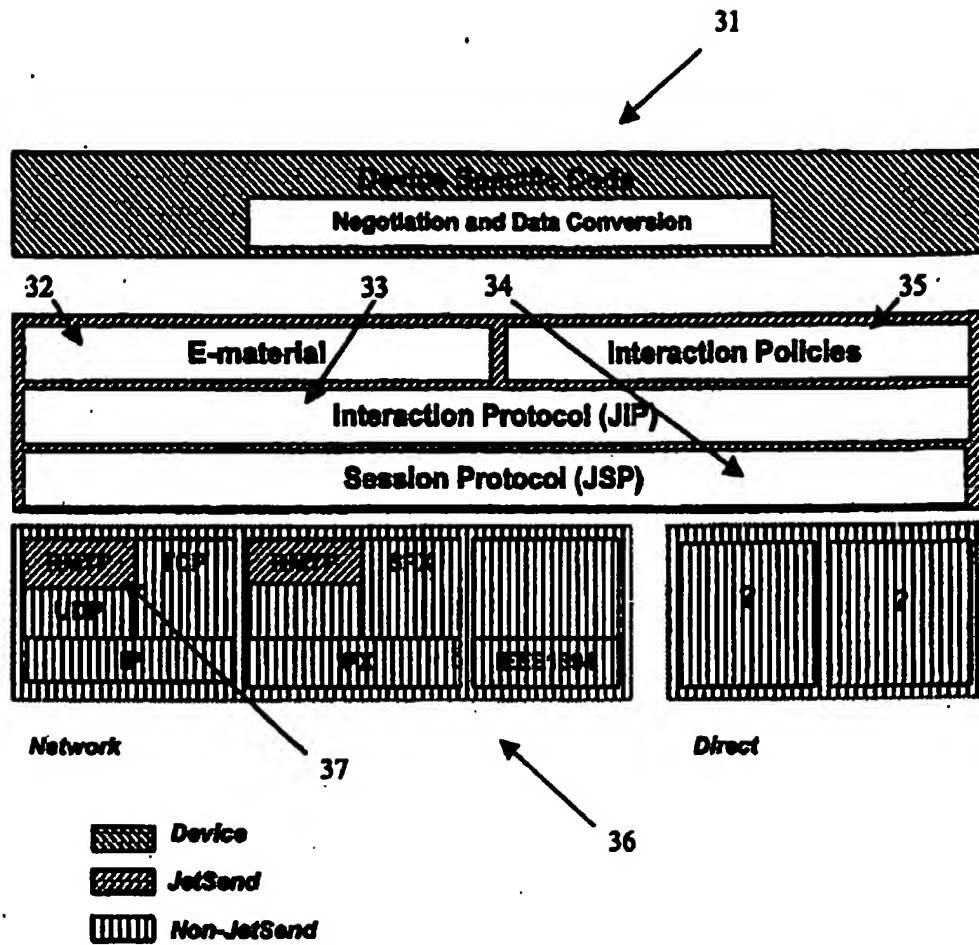 31
Device Specific Code
Negotiation and Data Conversion
32
33
34
35
E-material
Interaction Policies
Interaction Protocol (JIP)
Session Protocol (JSP)
TCP
SPX
UDP
IP
IPX
IEEE1394
?
?
Network
37
36
Direct
Device
JetSend
Non-JetSend